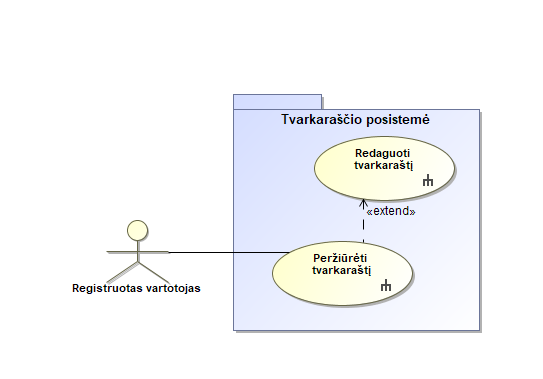 Tvarkaraščio posistemė
Redaguoti
tvarkaraštį
«extend»
Peržiūrėti
tvarkaraštį
Registruotas vartotojas